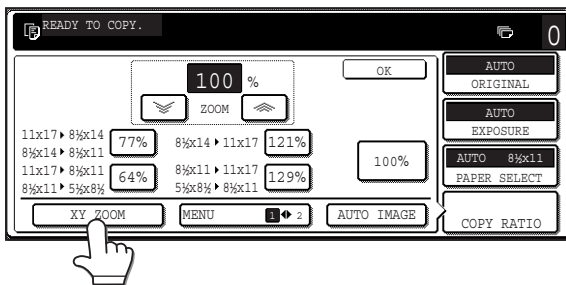 READY TO COPY.
0
100 %
ZOOM
OK
11x17 8½x14
8½x14 8½x11
77%
8½x14 11x17
121%
11x17 8½x11
8½x11 5½x8½
64%
8½x11 11x17
5½x8½ 8½x11
129%
100%
XY ZOOM
MENU 1 2
AUTO IMAGE
AUTO
ORIGINAL
AUTO
EXPOSURE
AUTO 8½x11
PAPER SELECT
COPY RATIO